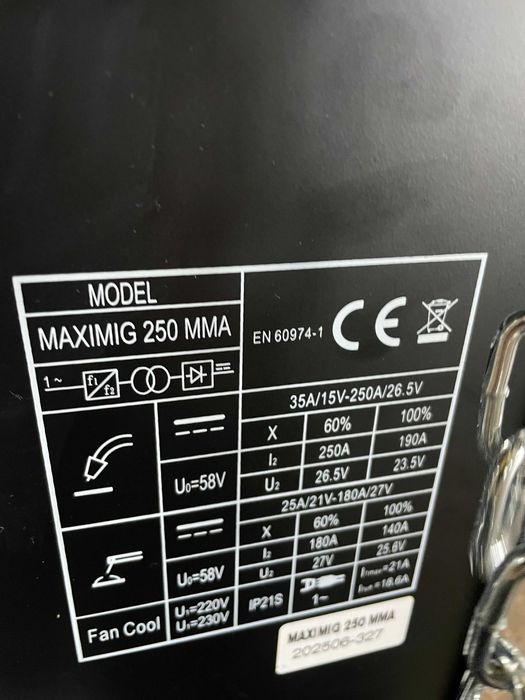 MODEL
MAXIMIG 250 MMA
EN 60974-1 CE
1~ f1 f2
35A/15V-250A/26.5V
X 60% 100%
I2 250A 190A
U0=58V U2 26.5V 23.5V
25A/21V-180A/27V
X 60% 100%
I2 180A 140A
U0=58V U2 27V 25.6V
Fan Cool U1=220V U1=230V IP21S 1~ I1max=21A I1eff=16.6A
MAXIMIG 250 MMA
202506-327